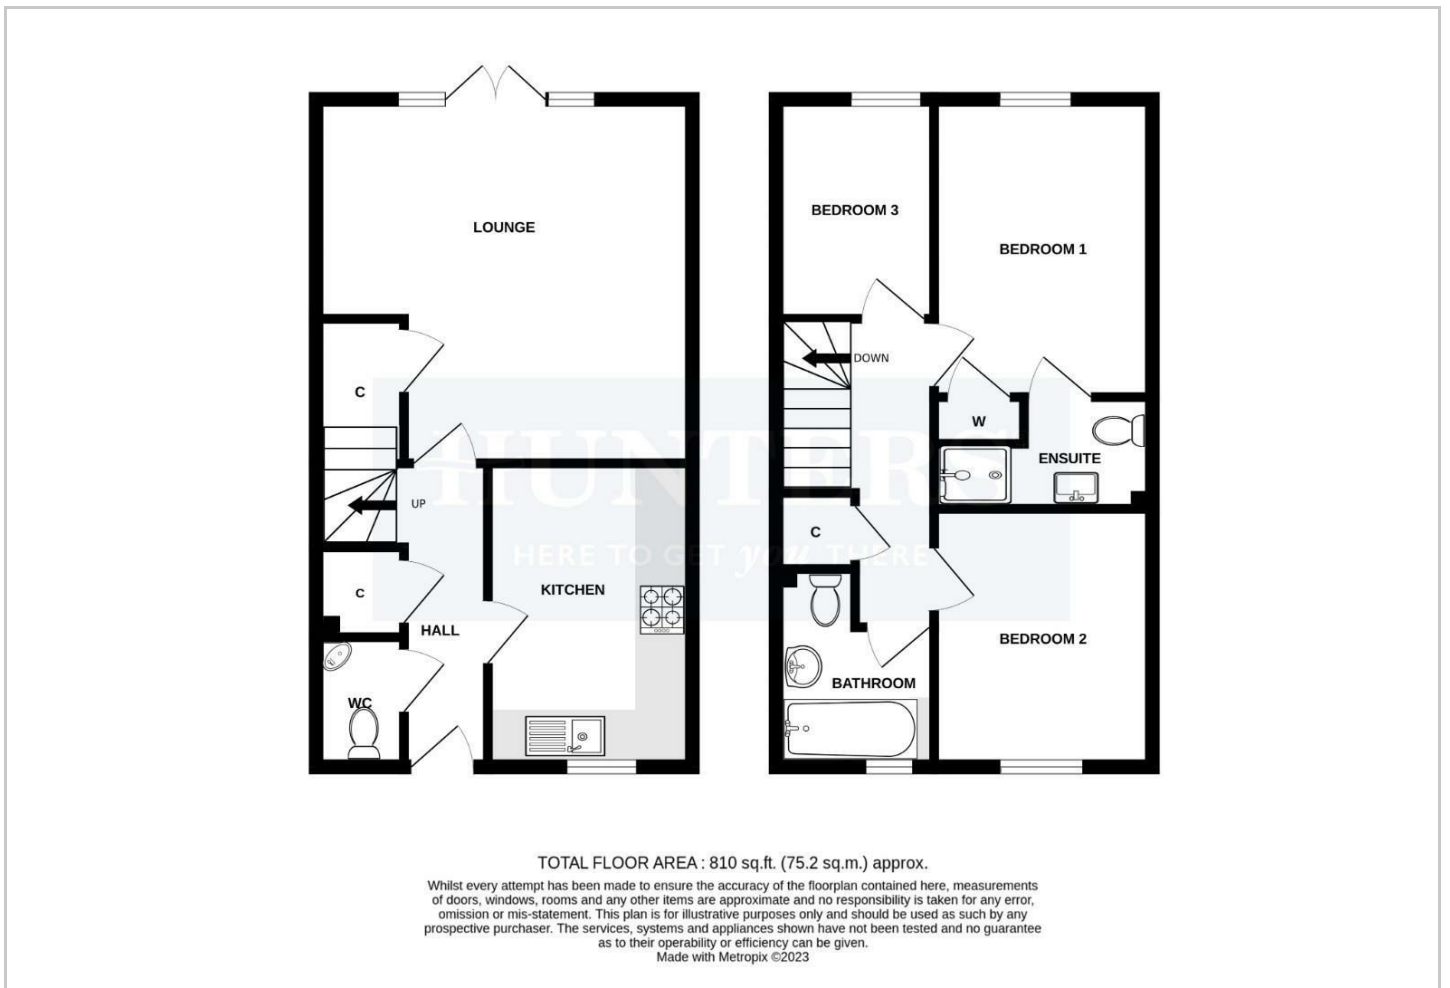 LOUNGE
C
UP
C
KITCHEN
HALL
WC
BEDROOM 3
BEDROOM 1
DOWN
W
ENSUITE
C
BEDROOM 2
BATHROOM
HUNTERS
HERE TO GET you THERE
TOTAL FLOOR AREA : 810 sq.ft. (75.2 sq.m.) approx.
Whilst every attempt has been made to ensure the accuracy of the floorplan contained here, measurements
of doors, windows, rooms and any other items are approximate and no responsibility is taken for any error,
omission or mis-statement. This plan is for illustrative purposes only and should be used as such by any
prospective purchaser. The services, systems and appliances shown have not been tested and no guarantee
as to their operability or efficiency can be given.
Made with Metropix ©2023